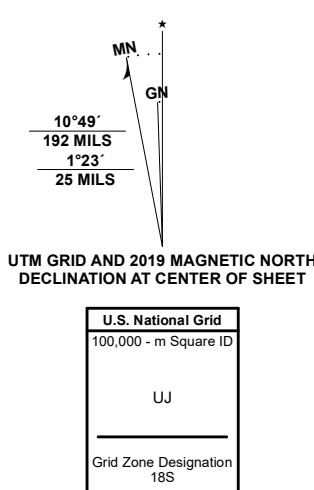 ★
MN
GN
10°49´
192 MILS
1°23´
25 MILS
UTM GRID AND 2019 MAGNETIC NORTH
DECLINATION AT CENTER OF SHEET
U.S. National Grid
100,000 - m Square ID
UJ
Grid Zone Designation
18S